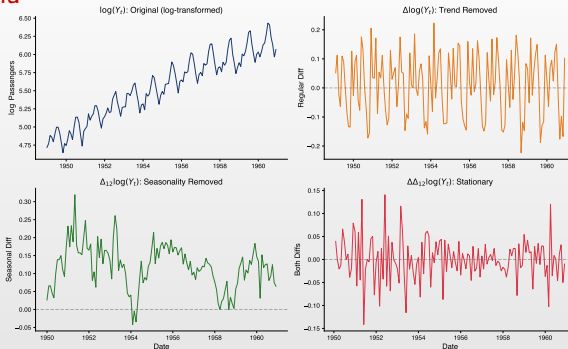 log(Yₜ): Original (log-transformed)
6.50
6.25
6.00
5.75
5.50
5.25
5.00
4.75
log Passengers
1950 1952 1954 1956 1958 1960
Δlog(Yₜ): Trend Removed
0.2
0.1
0.0
−0.1
−0.2
Regular Diff
1950 1952 1954 1956 1958 1960
Δ₁₂log(Yₜ): Seasonality Removed
0.30
0.25
0.20
0.15
0.10
0.05
0.00
−0.05
Seasonal Diff
1950 1952 1954 1956 1958 1960
Date
ΔΔ₁₂log(Yₜ): Stationary
0.15
0.10
0.05
0.00
−0.05
−0.10
−0.15
Both Diffs
1950 1952 1954 1956 1958 1960
Date